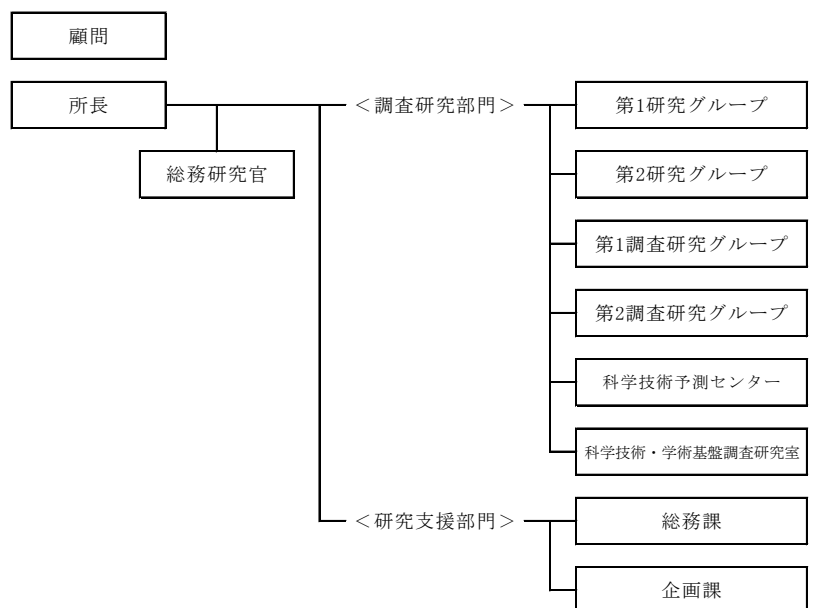 顧問
所長
総務研究官
＜調査研究部門＞
第1研究グループ
第2研究グループ
第1調査研究グループ
第2調査研究グループ
科学技術予測センター
科学技術・学術基盤調査研究室
＜研究支援部門＞
総務課
企画課